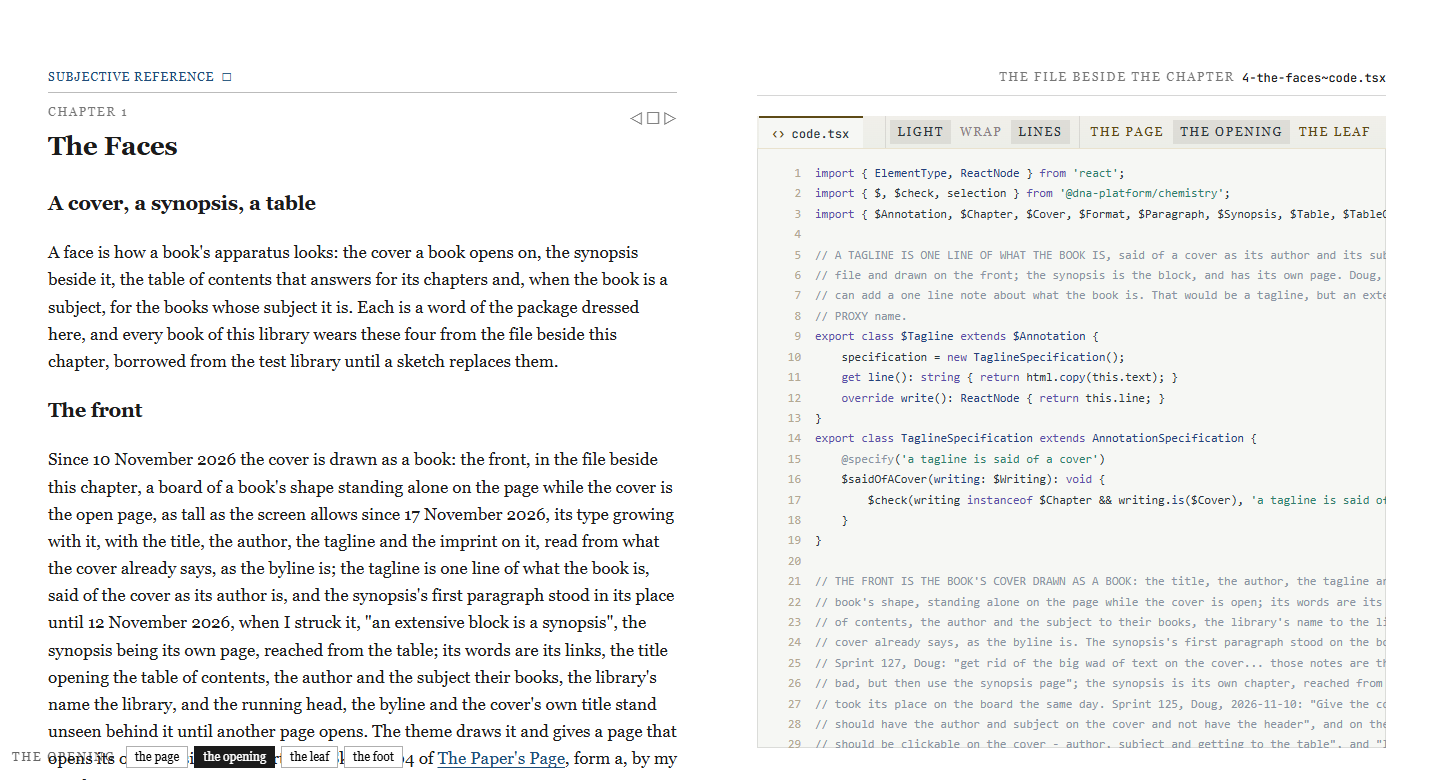 SUBJECTIVE REFERENCE
CHAPTER 1
The Faces
A cover, a synopsis, a table
A face is how a book's apparatus looks: the cover a book opens on, the synopsis
beside it, the table of contents that answers for its chapters and, when the book is a
subject, for the books whose subject it is. Each is a word of the package dressed
here, and every book of this library wears these four from the file beside this
chapter, borrowed from the test library until a sketch replaces them.
The front
Since 10 November 2026 the cover is drawn as a book: the front, in the file beside
this chapter, a board of a book's shape standing alone on the page while the cover is
the open page, as tall as the screen allows since 17 November 2026, its type growing
with it, with the title, the author, the tagline and the imprint on it, read from what
the cover already says, as the byline is; the tagline is one line of what the book is,
said of the cover as its author is, and the synopsis's first paragraph stood in its place
until 12 November 2026, when I struck it, "an extensive block is a synopsis", the
synopsis being its own page, reached from the table; its words are its links, the title
opening the table of contents, the author and the subject their books, the library's
name the library, and the running head, the byline and the cover's own title stand
unseen behind it until another page opens. The theme draws it and gives a page that
opens its
4 of The Paper's Page, form a, by my
THE OPENING the page the opening the leaf the foot
THE FILE BESIDE THE CHAPTER 4-the-faces~code.tsx
<> code.tsx LIGHT WRAP LINES THE PAGE THE OPENING THE LEAF
1 import { ElementType, ReactNode } from 'react';
2 import { $, $check, selection } from '@dna-platform/chemistry';
3 import { $Annotation, $Chapter, $Cover, $Format, $Paragraph, $Synopsis, $Table,
4
5 // A TAGLINE IS ONE LINE OF WHAT THE BOOK IS, said of a cover as its author and its
6 // file and drawn on the front; the synopsis is the block, and has its own page. Doug,
7 // can add a one line note about what the book is. That would be a tagline, but an
8 // PROXY name.
9 export class $Tagline extends $Annotation {
10 specification = new TaglineSpecification();
11 get line(): string { return html.copy(this.text); }
12 override write(): ReactNode { return this.line; }
13 }
14 export class TaglineSpecification extends AnnotationSpecification {
15 @specify('a tagline is said of a cover')
16 $saidOfACover(writing: $Writing): void {
17 $check(writing instanceof $Chapter && writing.is($Cover), 'a tagline is said of
18 }
19 }
20
21 // THE FRONT IS THE BOOK'S COVER DRAWN AS A BOOK: the title, the author, the tagline
22 // book's shape, standing alone on the page while the cover is open; its words are its
23 // of contents, the author and the subject to their books, the library's name to the
24 // cover already says, as the byline is. The synopsis's first paragraph stood on the
25 // Sprint 127, Doug: "get rid of the big wad of text on the cover... those notes are
26 // bad, but then use the synopsis page"; the synopsis is its own chapter, reached from
27 // took its place on the board the same day. Sprint 125, Doug, 2026-11-10: "Give the
28 // should have the author and subject on the cover and not have the header", and on the
29 // should be clickable on the cover - author, subject and getting to the table", and